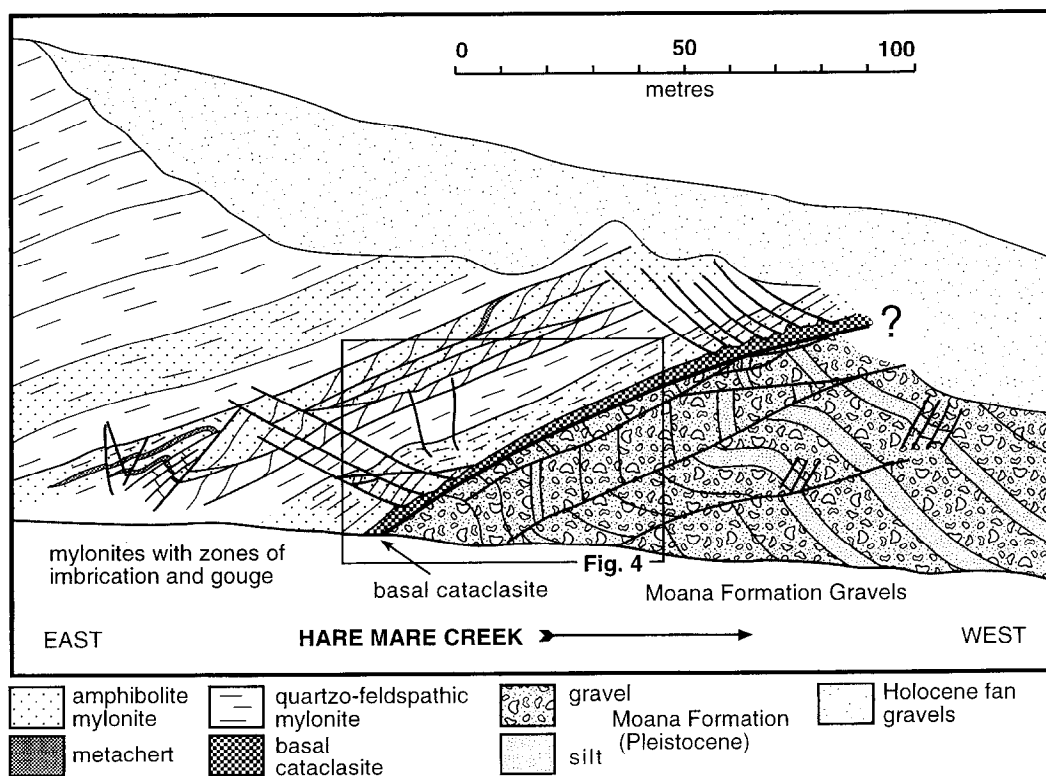 0 50 100
metres
?
mylonites with zones of
imbrication and gouge
basal cataclasite
Fig. 4
Moana Formation Gravels
EAST
HARE MARE CREEK
WEST
amphibolite
mylonite
metachert
quartzo-feldspathic
mylonite
basal
cataclasite
gravel
Moana Formation
(Pleistocene)
silt
Holocene fan
gravels